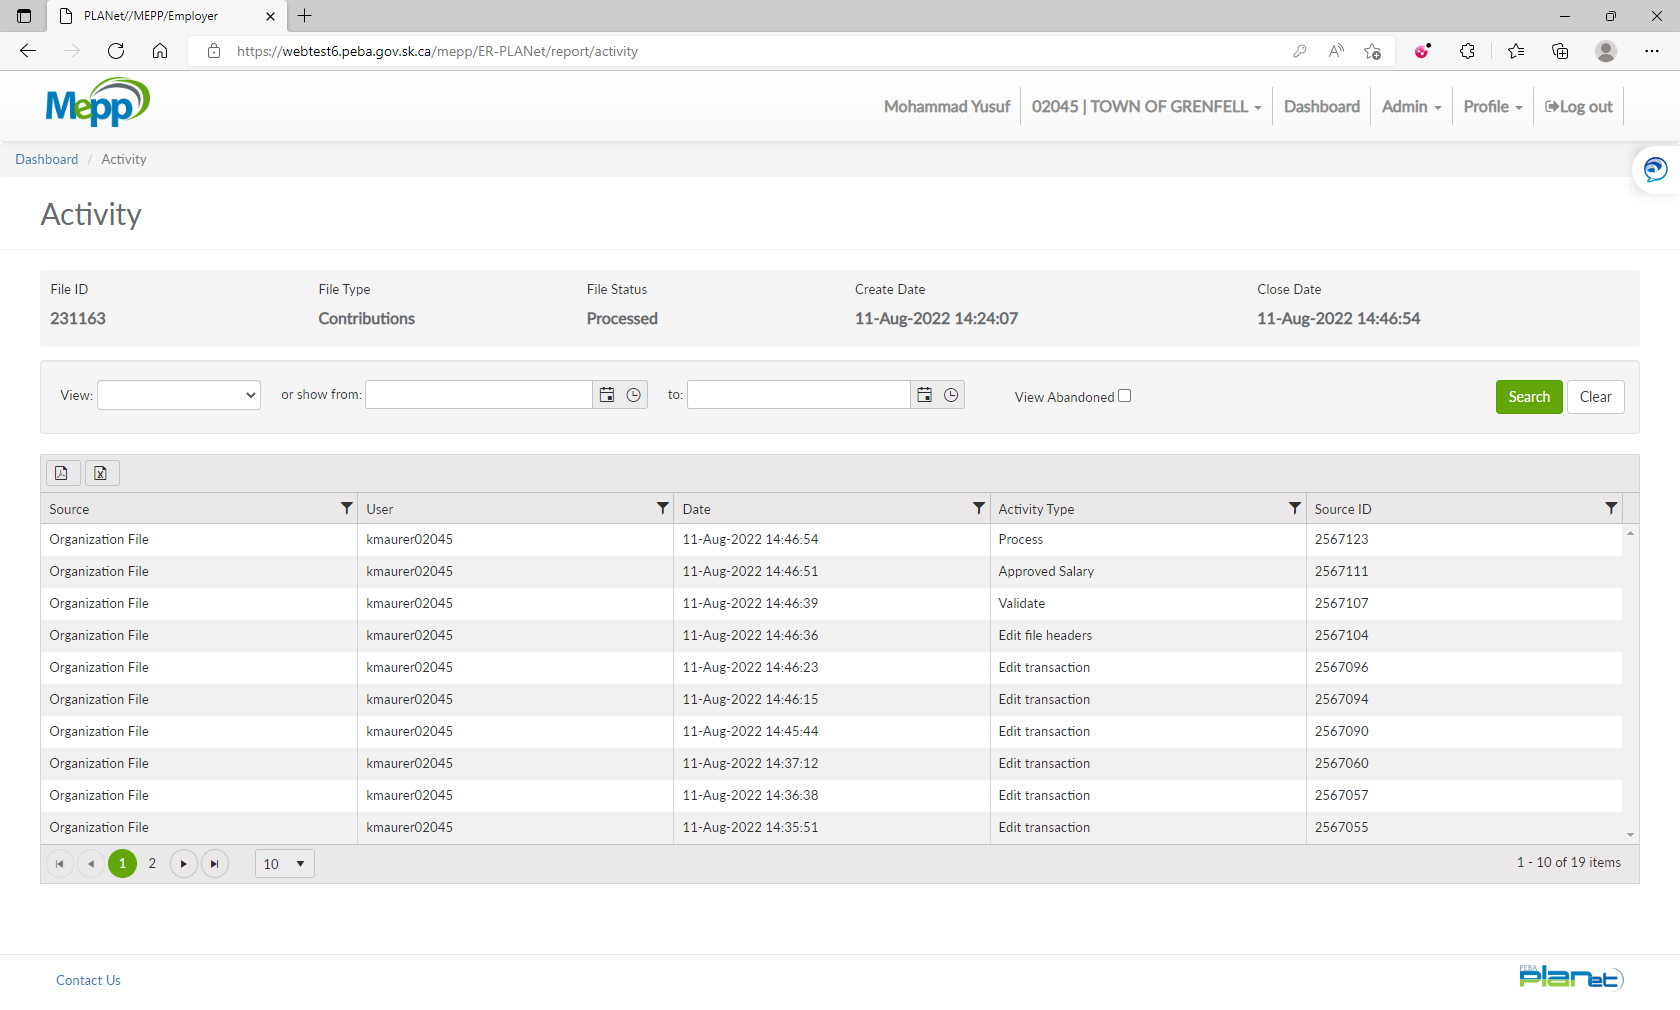 PLANet//MEPP/Employer
https://webtest6.peba.gov.sk.ca/mepp/ER-PLANet/report/activity
Mepp
Mohammad Yusuf
02045 | TOWN OF GRENFELL
Dashboard
Admin
Profile
Log out
Dashboard / Activity
Activity
File ID File Type File Status Create Date Close Date
231163 Contributions Processed 11-Aug-2022 14:24:07 11-Aug-2022 14:46:54
View: or show from: to: View Abandoned Search Clear
Source User Date Activity Type Source ID
Organization File kmaurer02045 11-Aug-2022 14:46:54 Process 2567123
Organization File kmaurer02045 11-Aug-2022 14:46:51 Approved Salary 2567111
Organization File kmaurer02045 11-Aug-2022 14:46:39 Validate 2567107
Organization File kmaurer02045 11-Aug-2022 14:46:36 Edit file headers 2567104
Organization File kmaurer02045 11-Aug-2022 14:46:23 Edit transaction 2567096
Organization File kmaurer02045 11-Aug-2022 14:46:15 Edit transaction 2567094
Organization File kmaurer02045 11-Aug-2022 14:45:44 Edit transaction 2567090
Organization File kmaurer02045 11-Aug-2022 14:37:12 Edit transaction 2567060
Organization File kmaurer02045 11-Aug-2022 14:36:38 Edit transaction 2567057
Organization File kmaurer02045 11-Aug-2022 14:35:51 Edit transaction 2567055
1 2 10 1 - 10 of 19 items
Contact Us
PEBA
planet